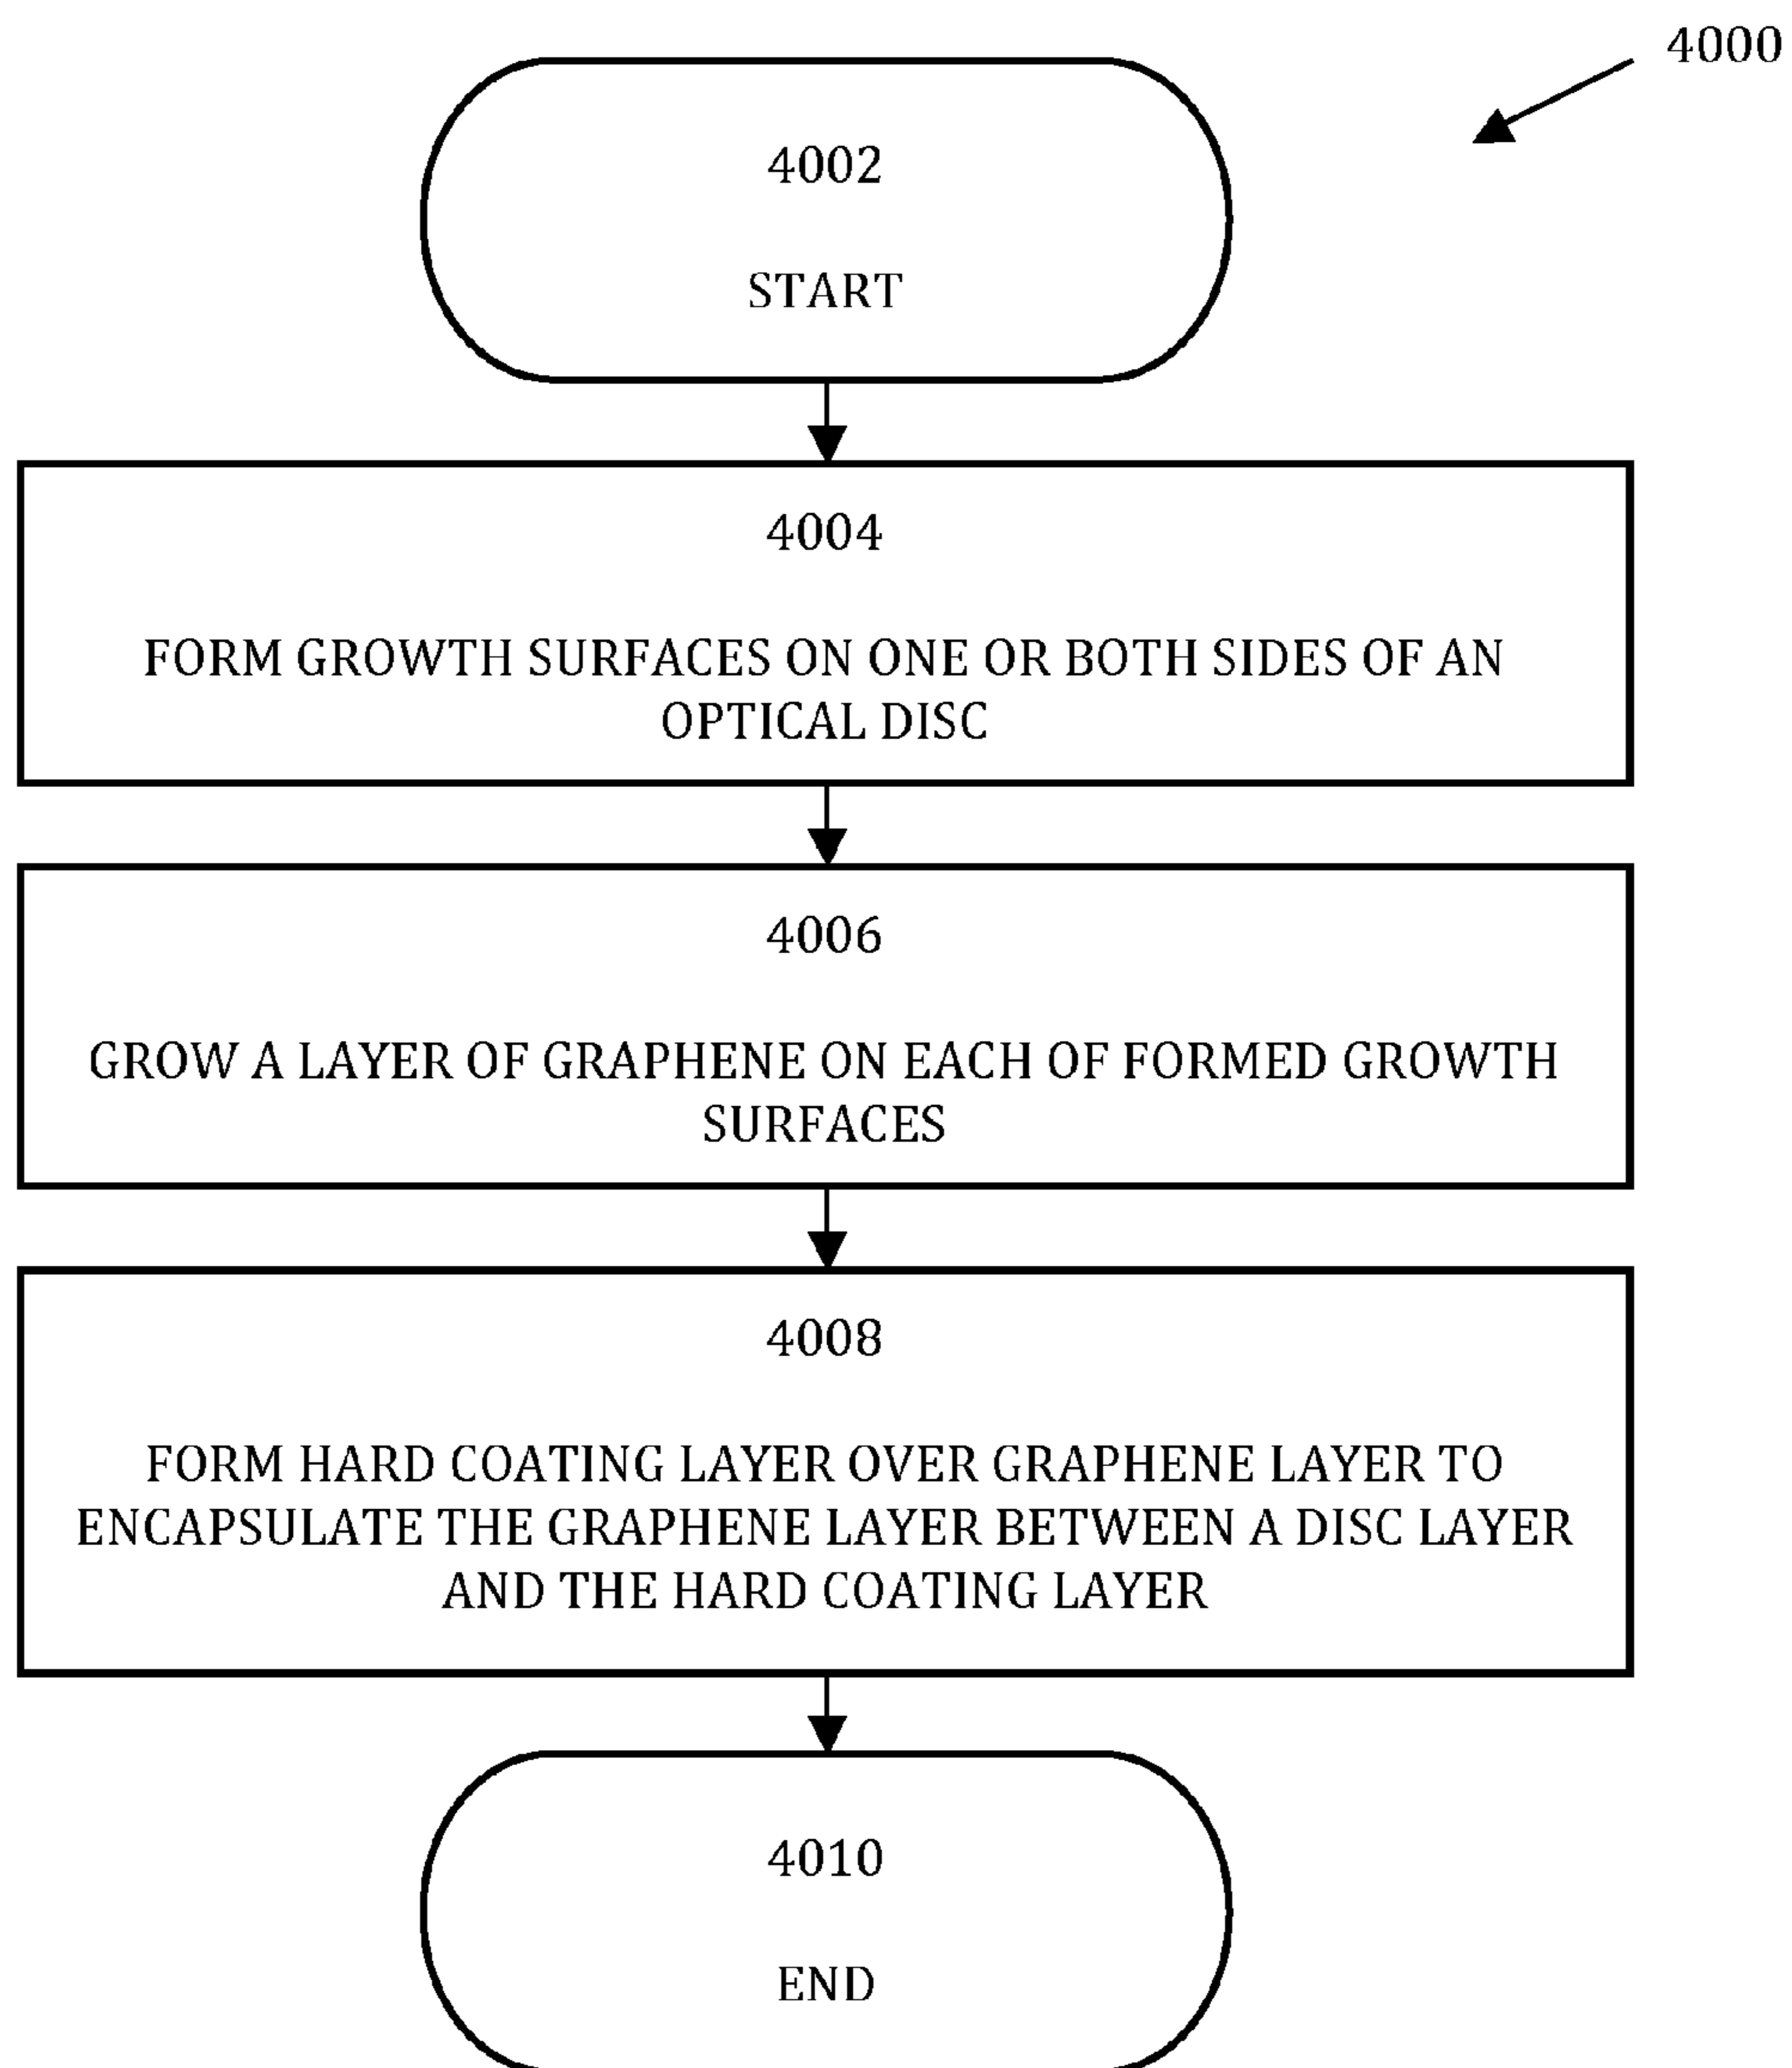 4000
4002
START
4004
FORM GROWTH SURFACES ON ONE OR BOTH SIDES OF AN
OPTICAL DISC
4006
GROW A LAYER OF GRAPHENE ON EACH OF FORMED GROWTH
SURFACES
4008
FORM HARD COATING LAYER OVER GRAPHENE LAYER TO
ENCAPSULATE THE GRAPHENE LAYER BETWEEN A DISC LAYER
AND THE HARD COATING LAYER
4010
END